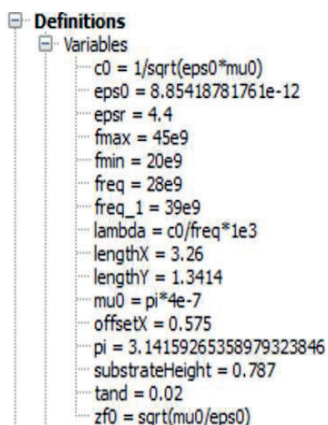 Definitions
Variables
c0 = 1/sqrt(eps0*mu0)
eps0 = 8.85418781761e-12
epsr = 4.4
fmax = 45e9
fmin = 20e9
freq = 28e9
freq_1 = 39e9
lambda = c0/freq*1e3
lengthX = 3.26
lengthY = 1.3414
mu0 = pi*4e-7
offsetX = 0.575
pi = 3.14159265358979323846
substrateHeight = 0.787
tand = 0.02
zf0 = sqrt(mu0/eps0)